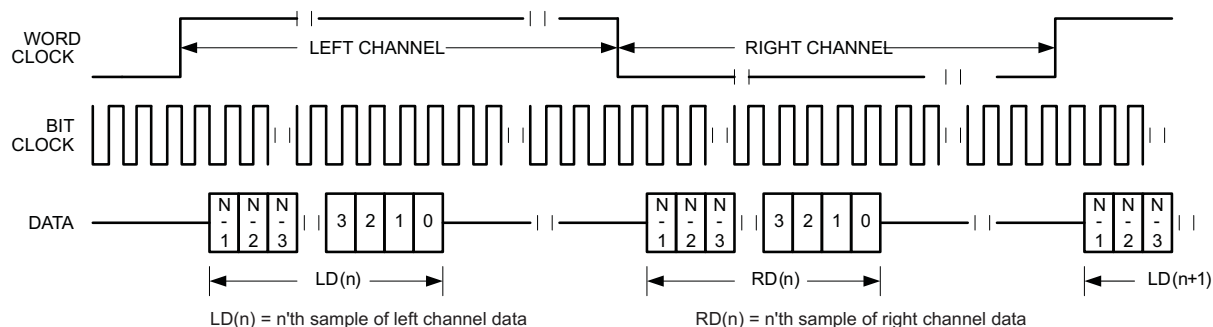 WORD
CLOCK
LEFT CHANNEL
RIGHT CHANNEL
BIT
CLOCK
DATA
N
-
1
N
-
2
N
-
3
3 2 1 0
N
-
1
N
-
2
N
-
3
3 2 1 0
N
-
1
N
-
2
N
-
3
LD(n)
RD(n)
LD(n+1)
LD(n) = n'th sample of left channel data
RD(n) = n'th sample of right channel data